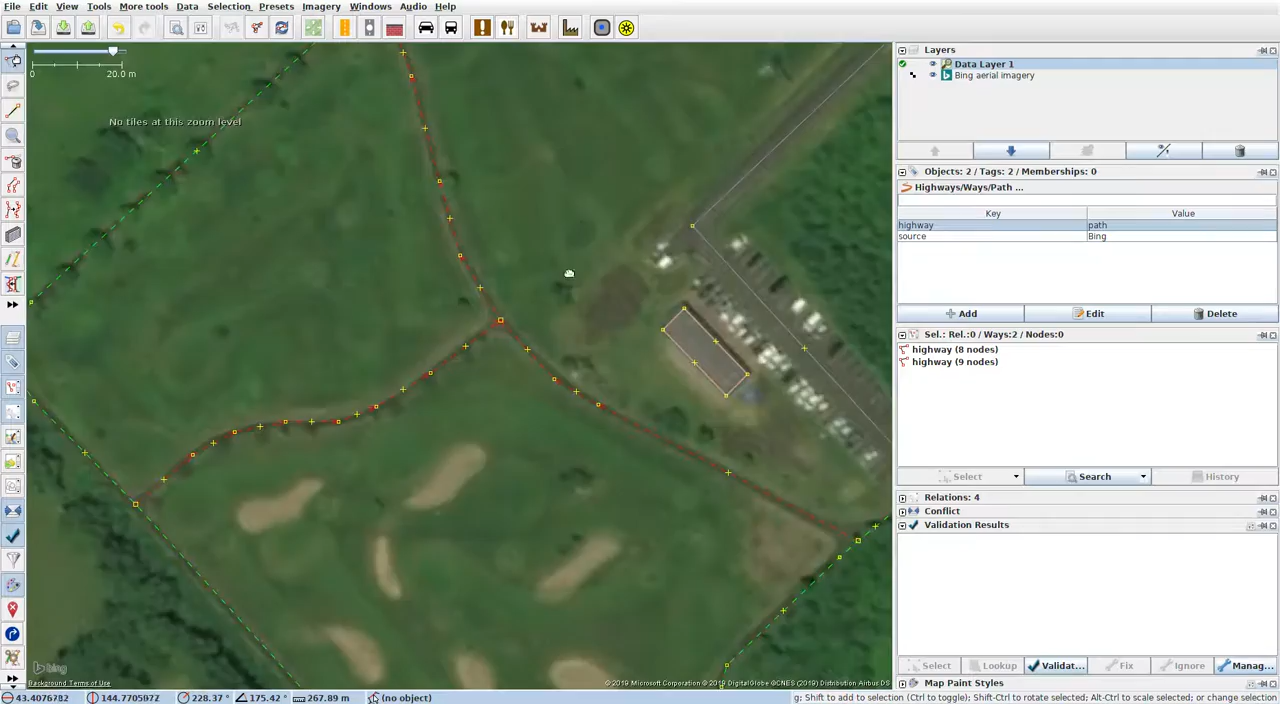 File Edit View Tools More tools Data Selection Presets Imagery Windows Audio Help
0 20.0 m
No tiles at this zoom level
Layers
Data Layer 1
Bing aerial imagery
Objects: 2 / Tags: 2 / Memberships: 0
Highways/Ways/Path ...
Key Value
highway path
source Bing
Add Edit Delete
Sel.: Rel.:0 / Ways:2 / Nodes:0
highway (8 nodes)
highway (9 nodes)
Select Search History
Relations: 4
Conflict
Validation Results
Select Lookup Validat... Fix Ignore Manag...
Map Paint Styles
bing
Background Terms of Use
© 2019 Microsoft Corporation © 2019 DigitalGlobe ©CNES (2019) Distribution Airbus DS
43.4076782 144.7705972 228.37 ° 175.42 ° 267.89 m (no object)
g; Shift to add to selection (Ctrl to toggle); Shift-Ctrl to rotate selected; Alt-Ctrl to scale selected; or change selection